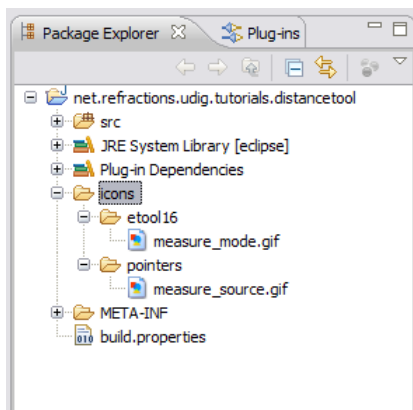 Package Explorer Plug-ins
net.refractions.udig.tutorials.distancetool
src
JRE System Library [eclipse]
Plug-in Dependencies
icons
etool16
measure_mode.gif
pointers
measure_source.gif
META-INF
build.properties